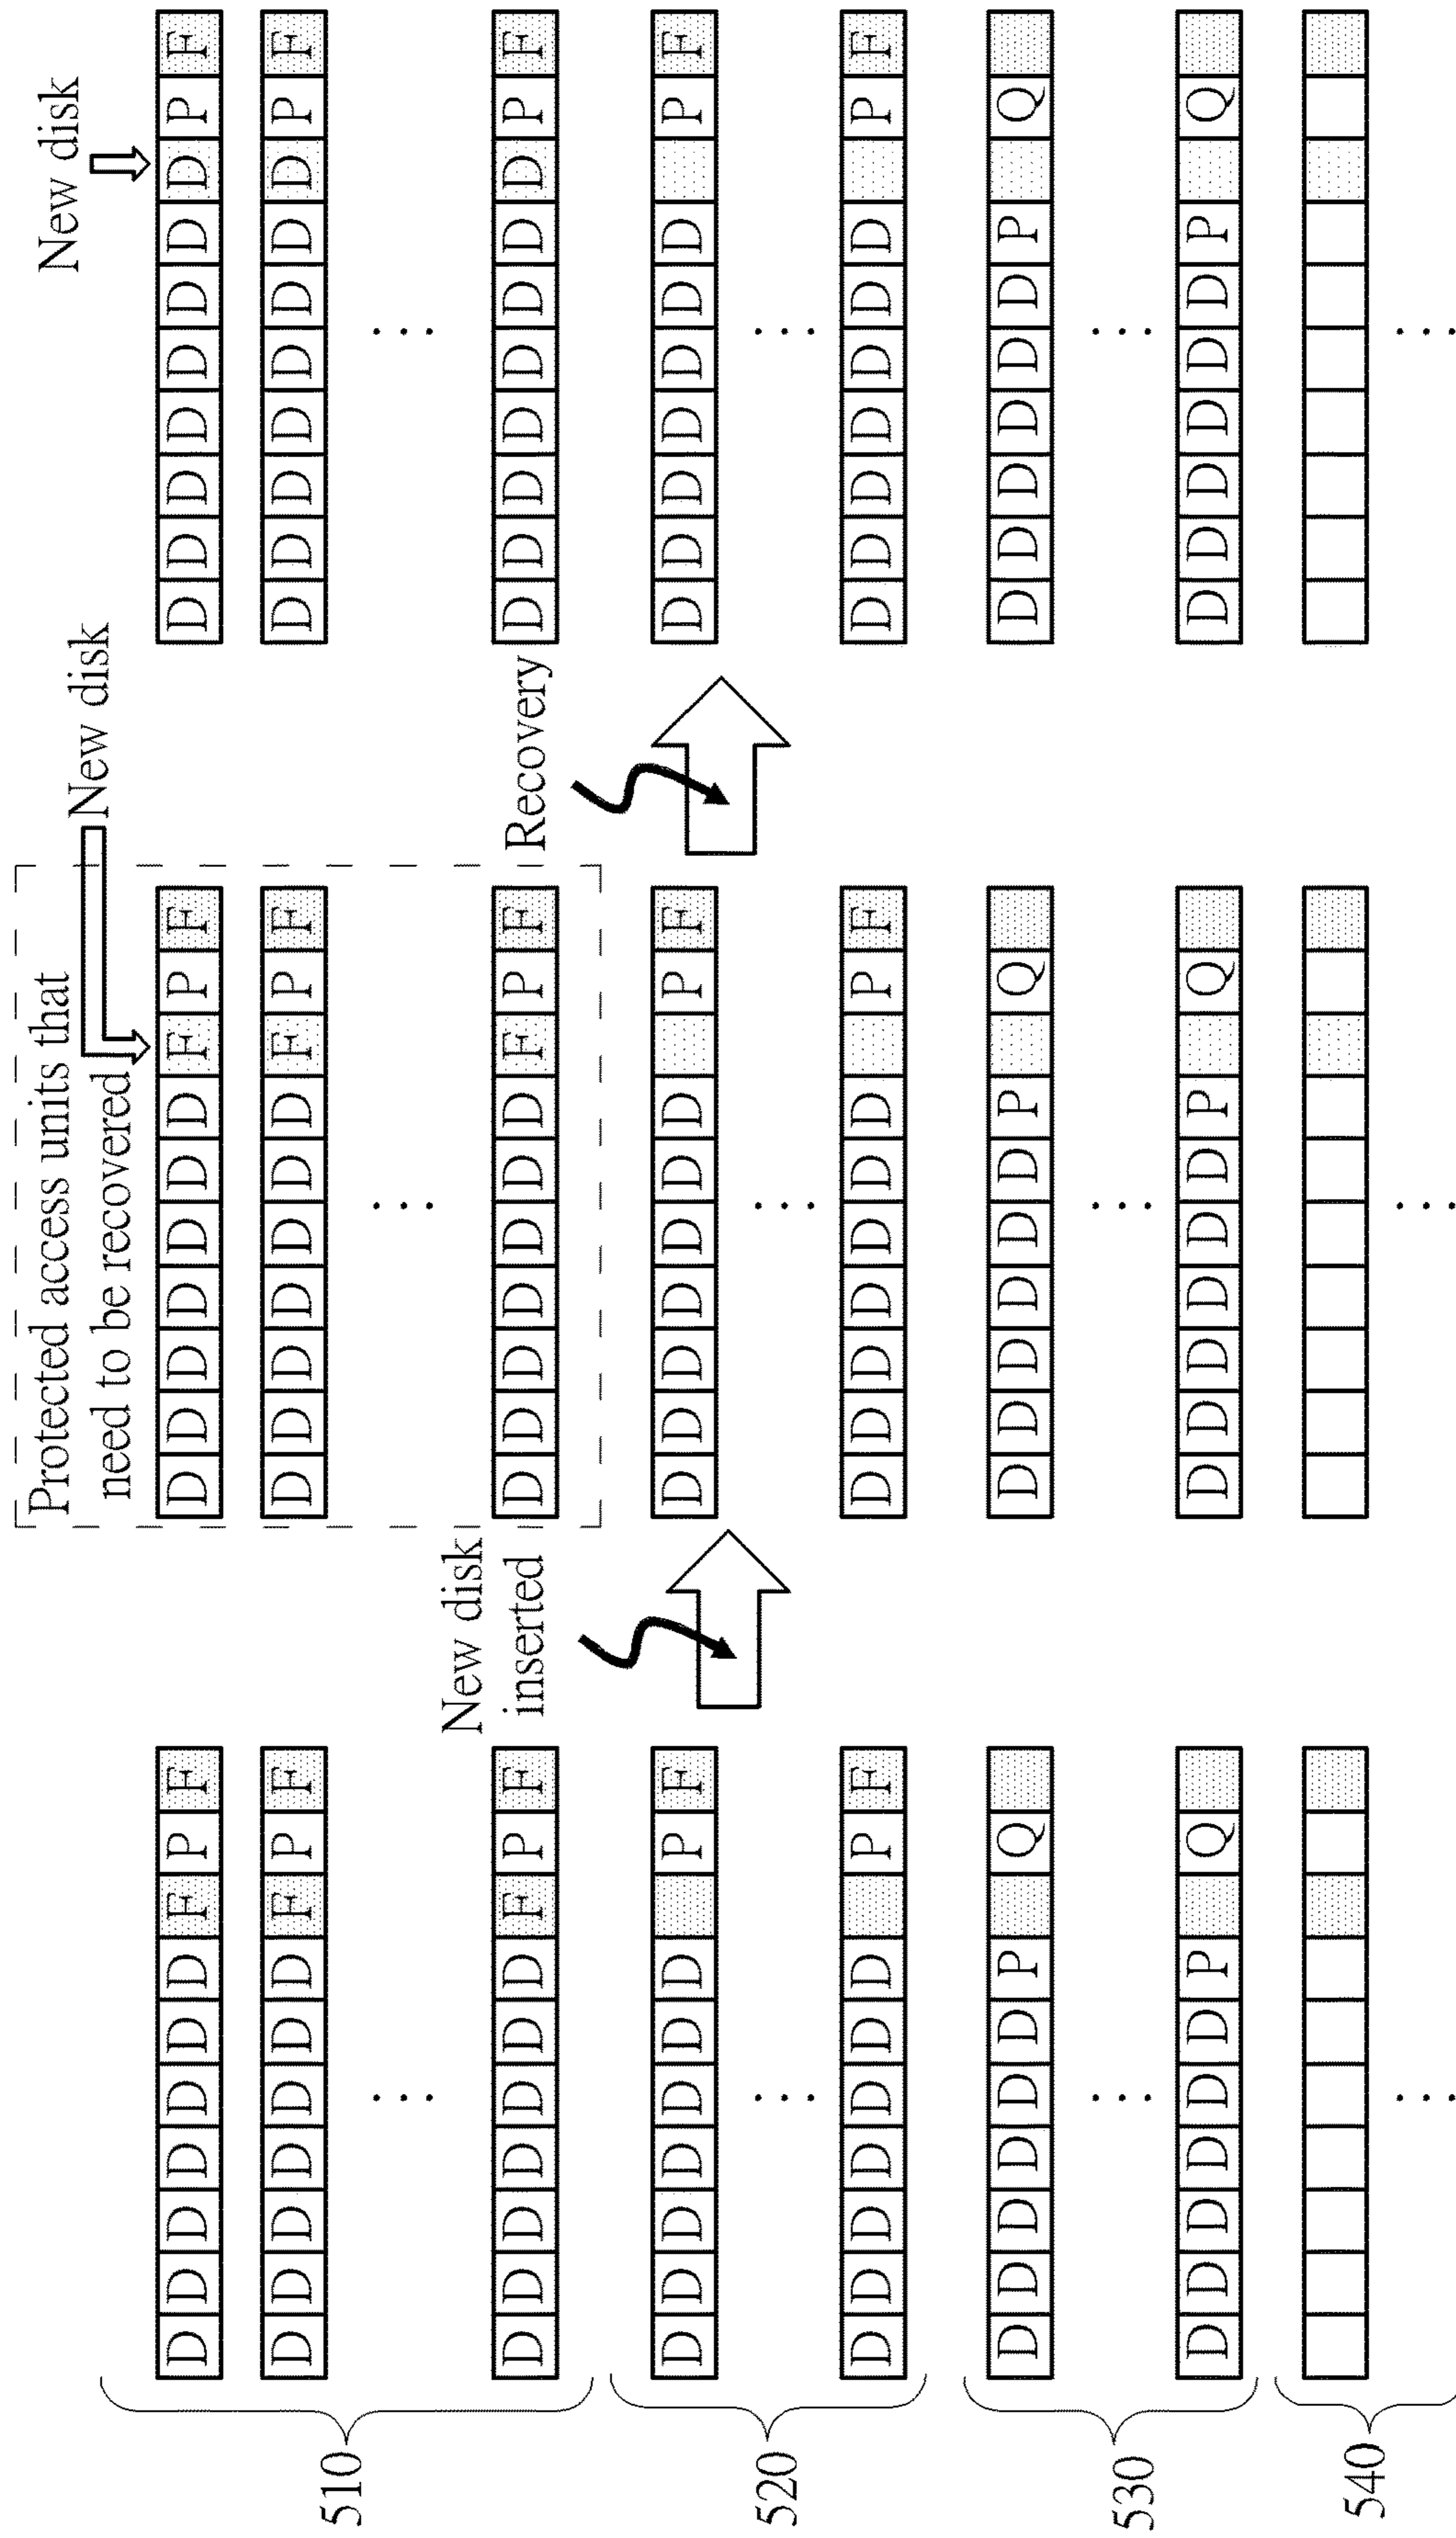 Protected access units that
need to be recovered
New disk
New disk
D D D D D D D F P F
D D D D D D D F P F
D D D D D D D D P F
D D D D D D D F P F
D D D D D D D F P F
D D D D D D D D P F
510
...
...
...
New disk
inserted
Recovery
D D D D D D D F P F
D D D D D D D F P F
D D D D D D D D P F
D D D D D D D P F
D D D D D D D P F
D D D D D D D P F
520
...
...
...
D D D D D D D P F
D D D D D D D P F
D D D D D D D P F
D D D D D D P Q
D D D D D D P Q
D D D D D D P Q
530
...
...
...
D D D D D D P Q
D D D D D D P Q
D D D D D D P Q
540
...
...
...